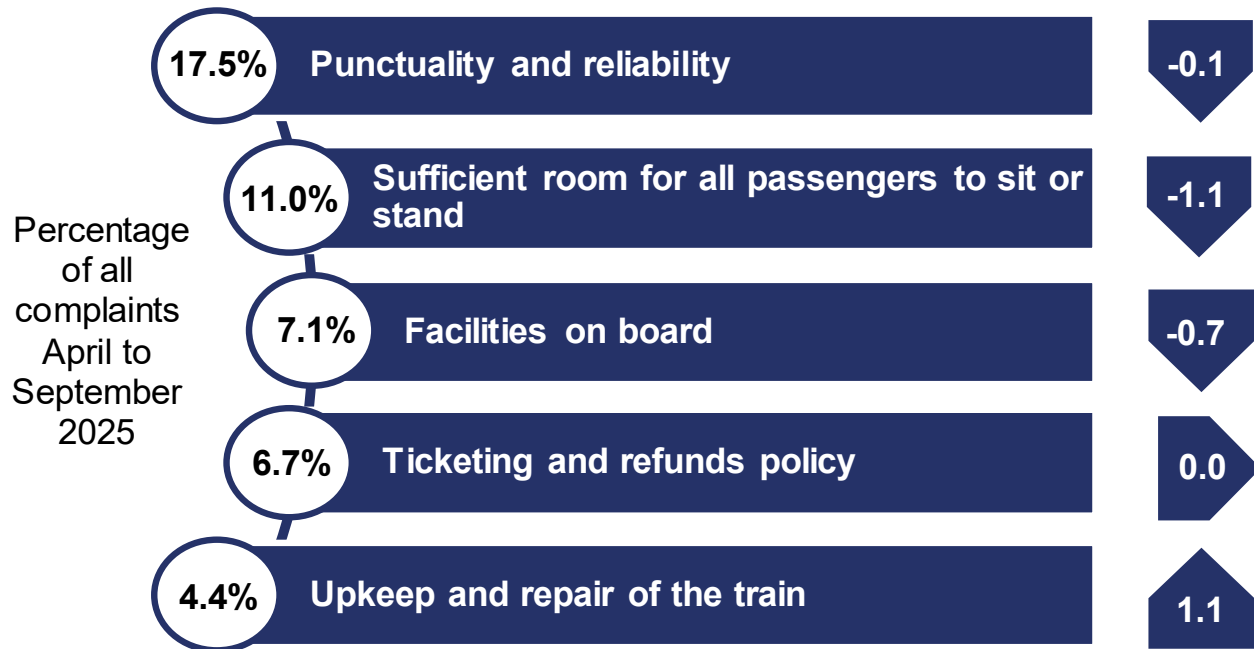 17.5%
Punctuality and reliability
-0.1
11.0%
Sufficient room for all passengers to sit or
stand
-1.1
Percentage
of all
complaints
April to
September
2025
7.1%
Facilities on board
-0.7
6.7%
Ticketing and refunds policy
0.0
4.4%
Upkeep and repair of the train
1.1